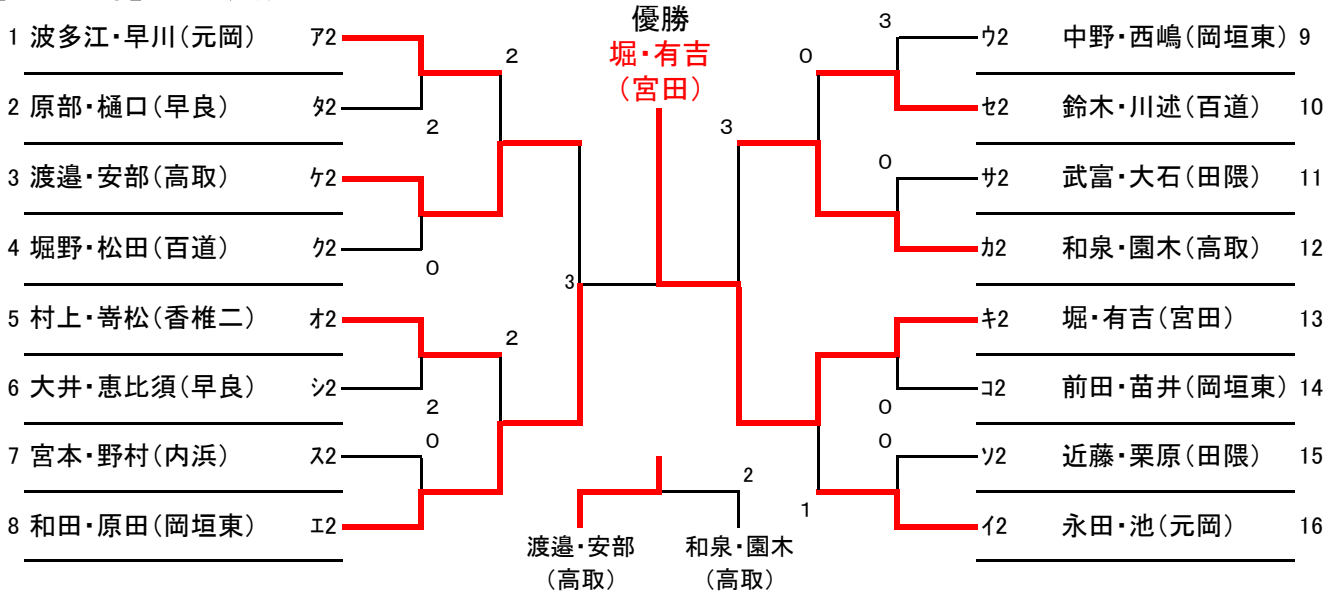 優勝
堀・有吉
(宮田)
1 波多江・早川(元岡) ｱ2
2 原部・樋口(早良) ﾀ2
3 渡邉・安部(高取) ｹ2
4 堀野・松田(百道) ｸ2
5 村上・嵜松(香椎二) ｵ2
6 大井・恵比須(早良) ｼ2
7 宮本・野村(内浜) ｽ2
8 和田・原田(岡垣東) ｴ2
2
2
0
2
2
0
3
3
0
3
0
0
0
1
ｳ2 中野・西嶋(岡垣東) 9
ｾ2 鈴木・川述(百道) 10
ｻ2 武富・大石(田隈) 11
ｶ2 和泉・園木(高取) 12
ｷ2 堀・有吉(宮田) 13
ｺ2 前田・苗井(岡垣東) 14
ｿ2 近藤・栗原(田隈) 15
ｲ2 永田・池(元岡) 16
2
渡邉・安部
(高取)
和泉・園木
(高取)